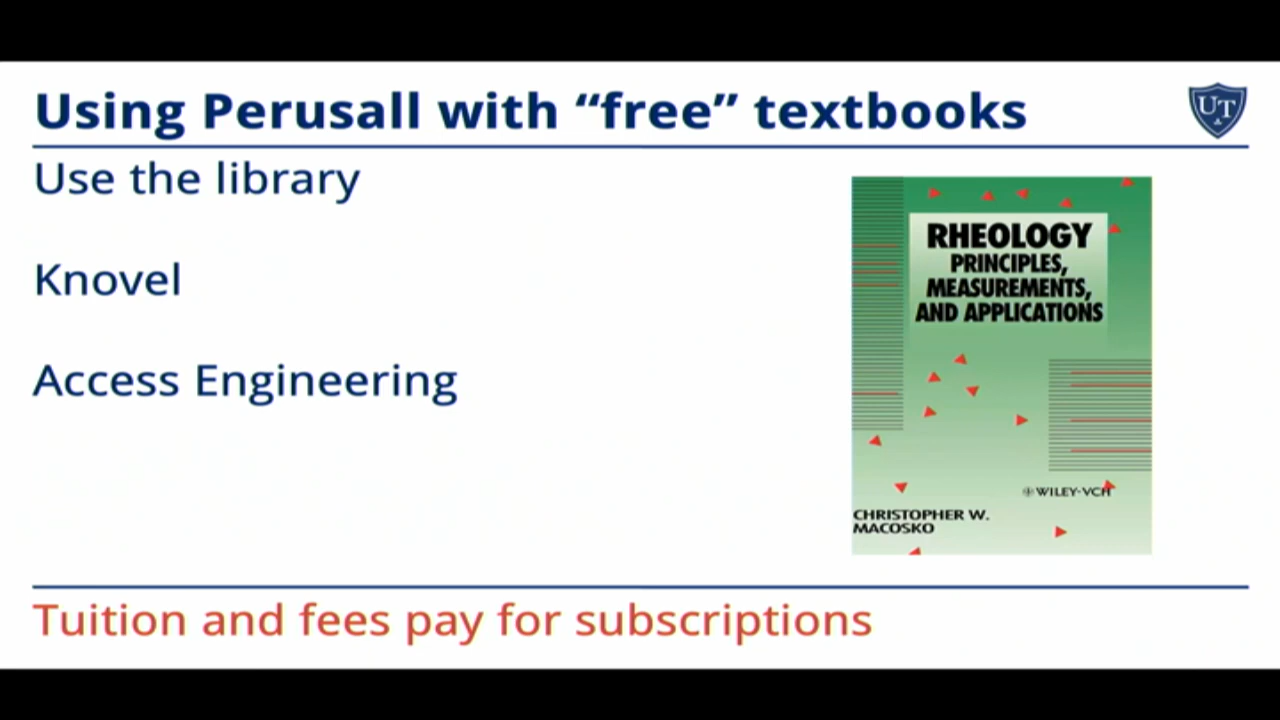 Using Perusall with “free” textbooks
UT
Use the library
Knovel
Access Engineering
RHEOLOGY
PRINCIPLES,
MEASUREMENTS,
AND APPLICATIONS
WILEY-VCH
CHRISTOPHER W.
MACOSKO
Tuition and fees pay for subscriptions